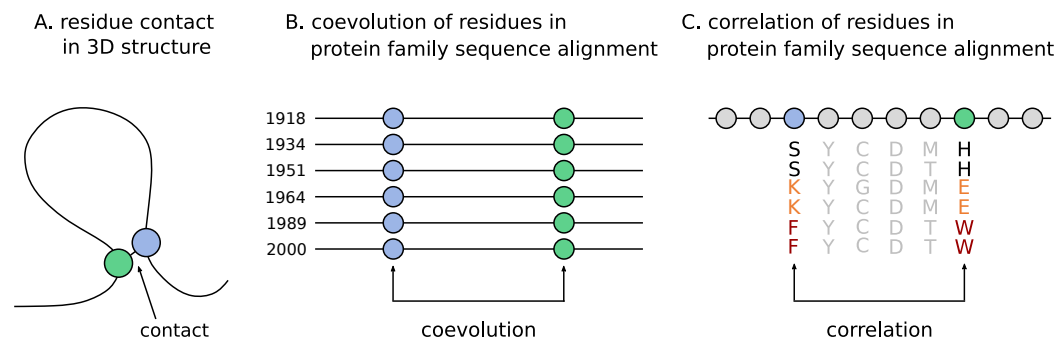 A. residue contact
in 3D structure
B. coevolution of residues in
protein family sequence alignment
C. correlation of residues in
protein family sequence alignment
contact
1918
1934
1951
1964
1989
2000
coevolution
S Y C D M H
S Y C D T H
K Y G D M E
K Y C D M E
F Y C D T W
F Y C D T W
correlation